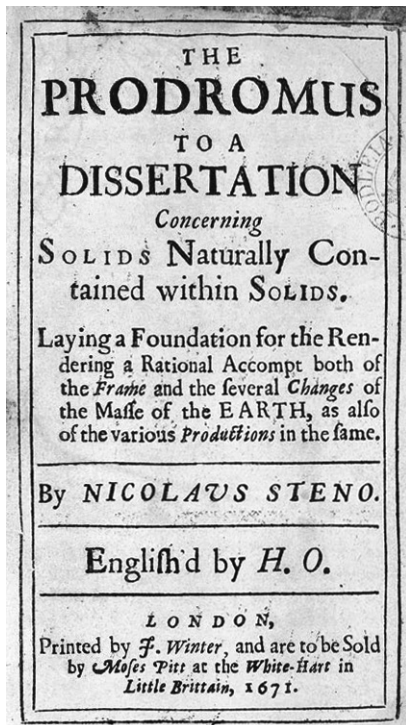 THE
PRODROMUS
TO A
DISSERTATION
Concerning
SOLIDS Naturally Con-
tained within SOLIDS.
Laying a Foundation for the Ren-
dering a Rational Accompt both of
the Frame and the ſeveral Changes of
the Maſſe of the EARTH, as alſo
of the various Productions in the ſame.
By NICOLAVS STENO.
Engliſh'd by H. O.
LONDON,
Printed by J. Winter, and are to be Sold
by Moſes Pitt at the White-Hart in
Little Brittain, 1671.
BODLEIA